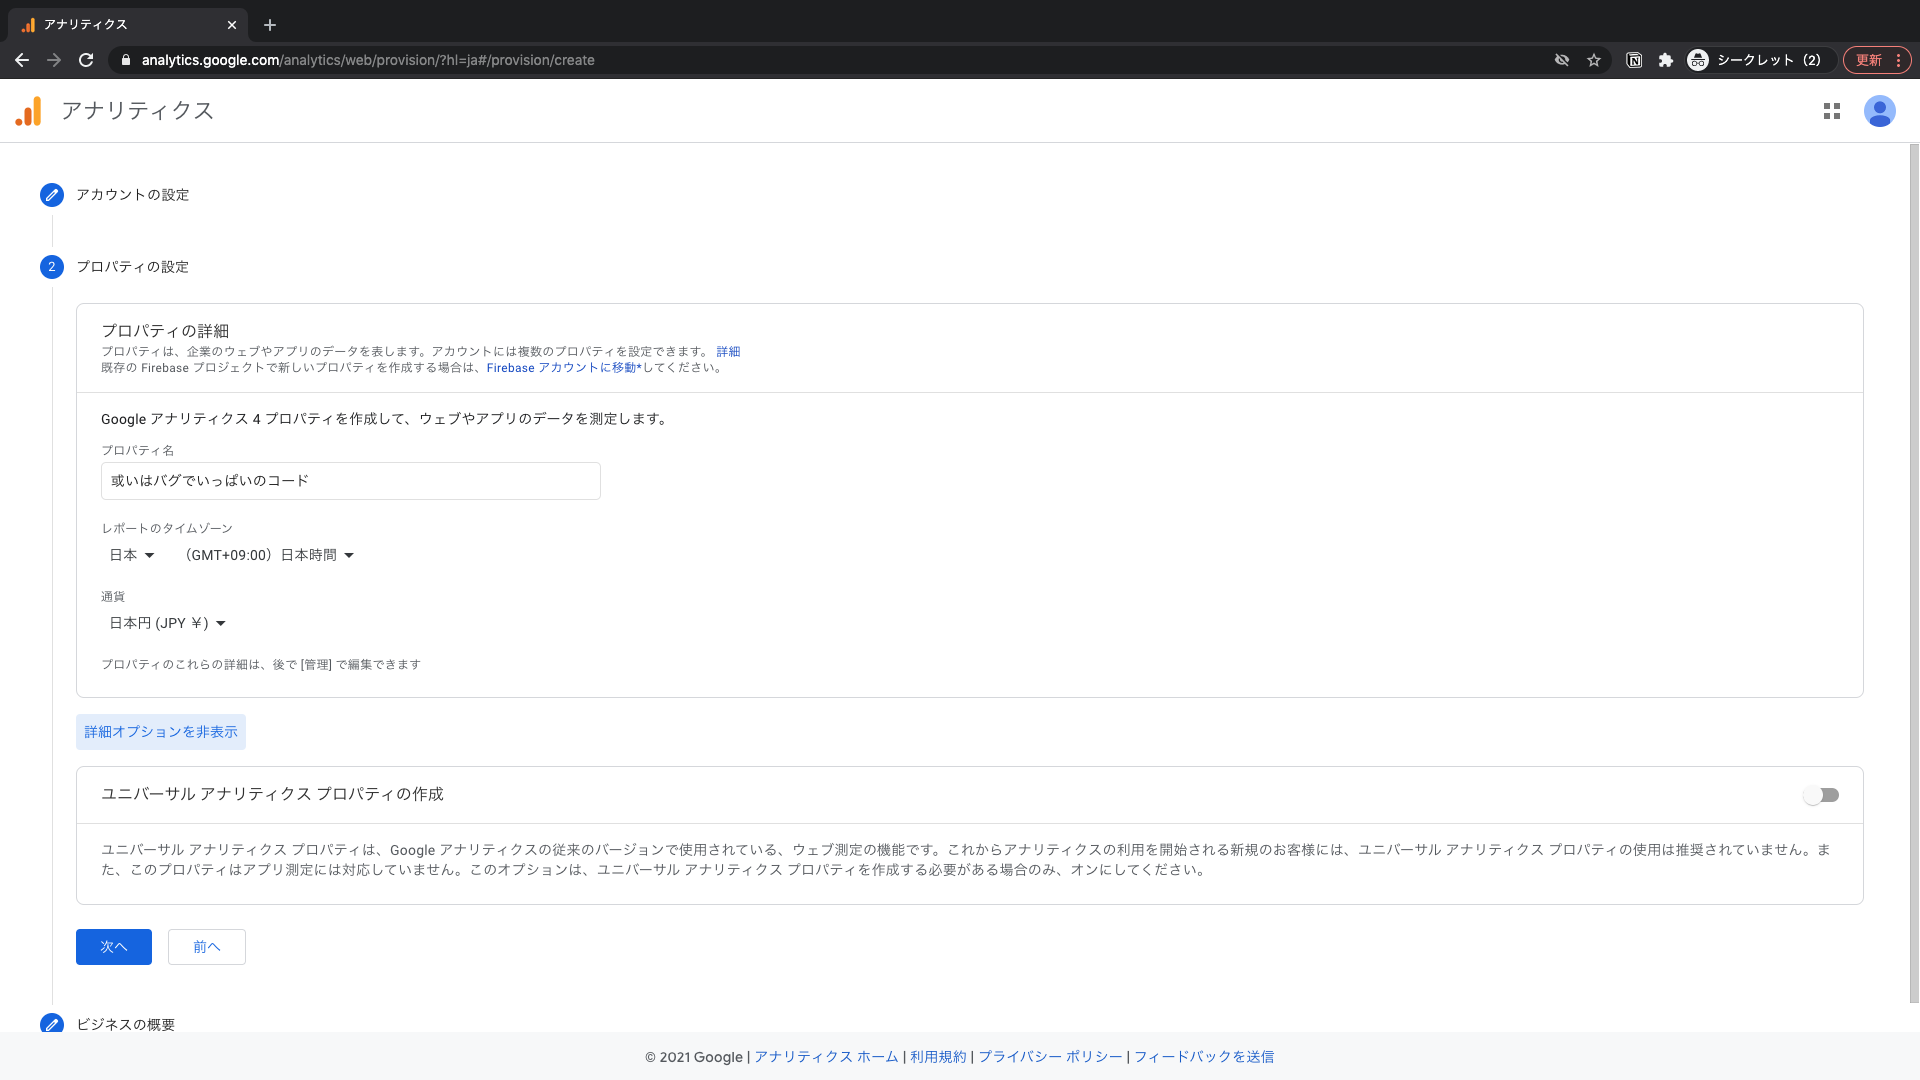 アナリティクス
analytics.google.com/analytics/web/provision/?hl=ja#/provision/create
シークレット（2）
更新
アナリティクス
アカウントの設定
2 プロパティの設定
プロパティの詳細
プロパティは、企業のウェブやアプリのデータを表します。アカウントには複数のプロパティを設定できます。 詳細
既存の Firebase プロジェクトで新しいプロパティを作成する場合は、Firebase アカウントに移動*してください。
Google アナリティクス 4 プロパティを作成して、ウェブやアプリのデータを測定します。
プロパティ名
或いはバグでいっぱいのコード
レポートのタイムゾーン
日本 （GMT+09:00）日本時間
通貨
日本円 (JPY ￥)
プロパティのこれらの詳細は、後で [管理] で編集できます
詳細オプションを非表示
ユニバーサル アナリティクス プロパティの作成
ユニバーサル アナリティクス プロパティは、Google アナリティクスの従来のバージョンで使用されている、ウェブ測定の機能です。これからアナリティクスの利用を開始される新規のお客様には、ユニバーサル アナリティクス プロパティの使用は推奨されていません。ま
た、このプロパティはアプリ測定には対応していません。このオプションは、ユニバーサル アナリティクス プロパティを作成する必要がある場合のみ、オンにしてください。
次へ 前へ
ビジネスの概要
© 2021 Google | アナリティクス ホーム | 利用規約 | プライバシー ポリシー | フィードバックを送信